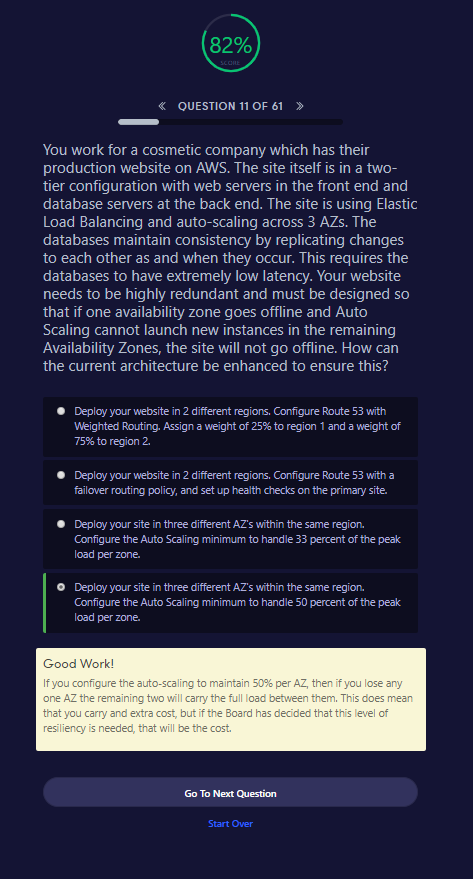 82%
SCORE
QUESTION 11 OF 61
You work for a cosmetic company which has their
production website on AWS. The site itself is in a two-
tier configuration with web servers in the front end and
database servers at the back end. The site is using Elastic
Load Balancing and auto-scaling across 3 AZs. The
databases maintain consistency by replicating changes
to each other as and when they occur. This requires the
databases to have extremely low latency. Your website
needs to be highly redundant and must be designed so
that if one availability zone goes offline and Auto
Scaling cannot launch new instances in the remaining
Availability Zones, the site will not go offline. How can
the current architecture be enhanced to ensure this?
Deploy your website in 2 different regions. Configure Route 53 with
Weighted Routing. Assign a weight of 25% to region 1 and a weight of
75% to region 2.
Deploy your website in 2 different regions. Configure Route 53 with a
failover routing policy, and set up health checks on the primary site.
Deploy your site in three different AZ's within the same region.
Configure the Auto Scaling minimum to handle 33 percent of the peak
load per zone.
Deploy your site in three different AZ's within the same region.
Configure the Auto Scaling minimum to handle 50 percent of the peak
load per zone.
Good Work!
If you configure the auto-scaling to maintain 50% per AZ, then if you lose any
one AZ the remaining two will carry the full load between them. This does mean
that you carry and extra cost, but if the Board has decided that this level of
resiliency is needed, that will be the cost.
Go To Next Question
Start Over